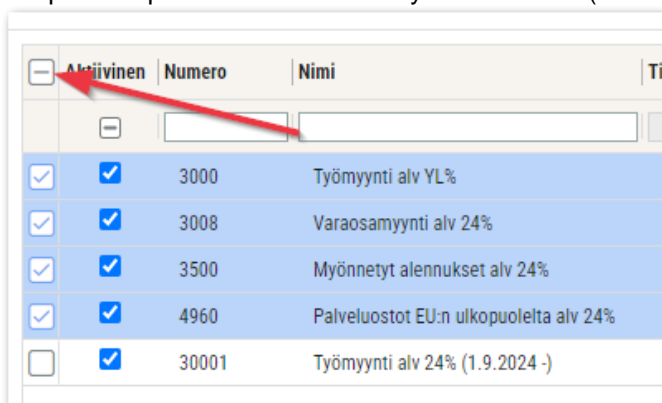 Aktiivinen Numero Nimi
3000 Työmyynti alv YL%
3008 Varaosamyynti alv 24%
3500 Myönnetyt alennukset alv 24%
4960 Palveluostot EU:n ulkopuolelta alv 24%
30001 Työmyynti alv 24% (1.9.2024 -)